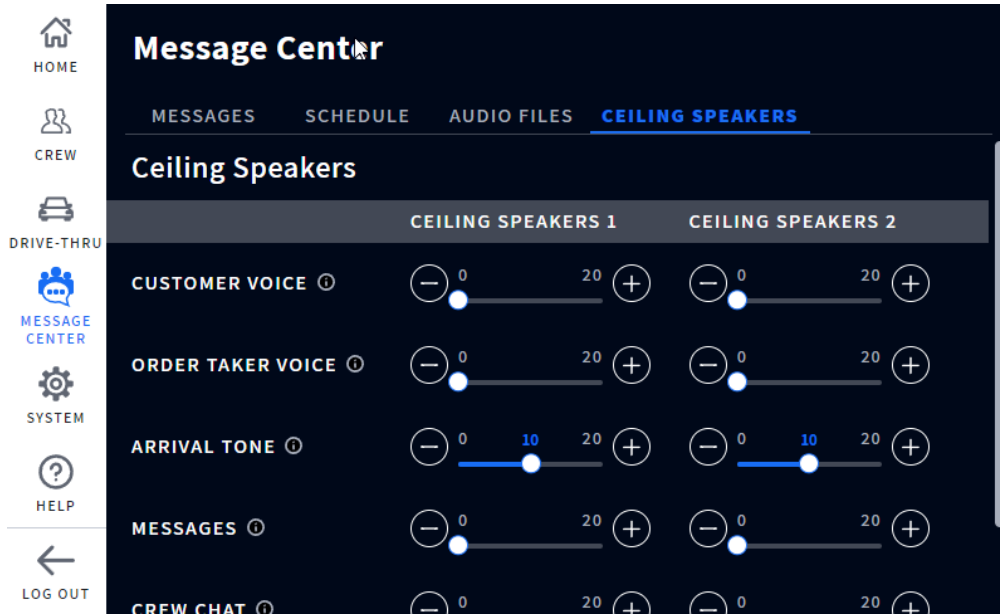 HOME
CREW
DRIVE-THRU
MESSAGE
CENTER
SYSTEM
HELP
LOG OUT
Message Center
MESSAGES SCHEDULE AUDIO FILES CEILING SPEAKERS
Ceiling Speakers
CEILING SPEAKERS 1 CEILING SPEAKERS 2
CUSTOMER VOICE 0 20 0 20
ORDER TAKER VOICE 0 20 0 20
ARRIVAL TONE 0 10 20 0 10 20
MESSAGES 0 20 0 20
CREW CHAT 0 20 0 20